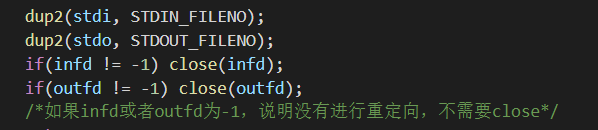 dup2(stdi, STDIN_FILENO);
dup2(stdo, STDOUT_FILENO);
if(infd != -1) close(infd);
if(outfd != -1) close(outfd);
/*如果infd或者outfd为-1，说明没有进行重定向，不需要close*/